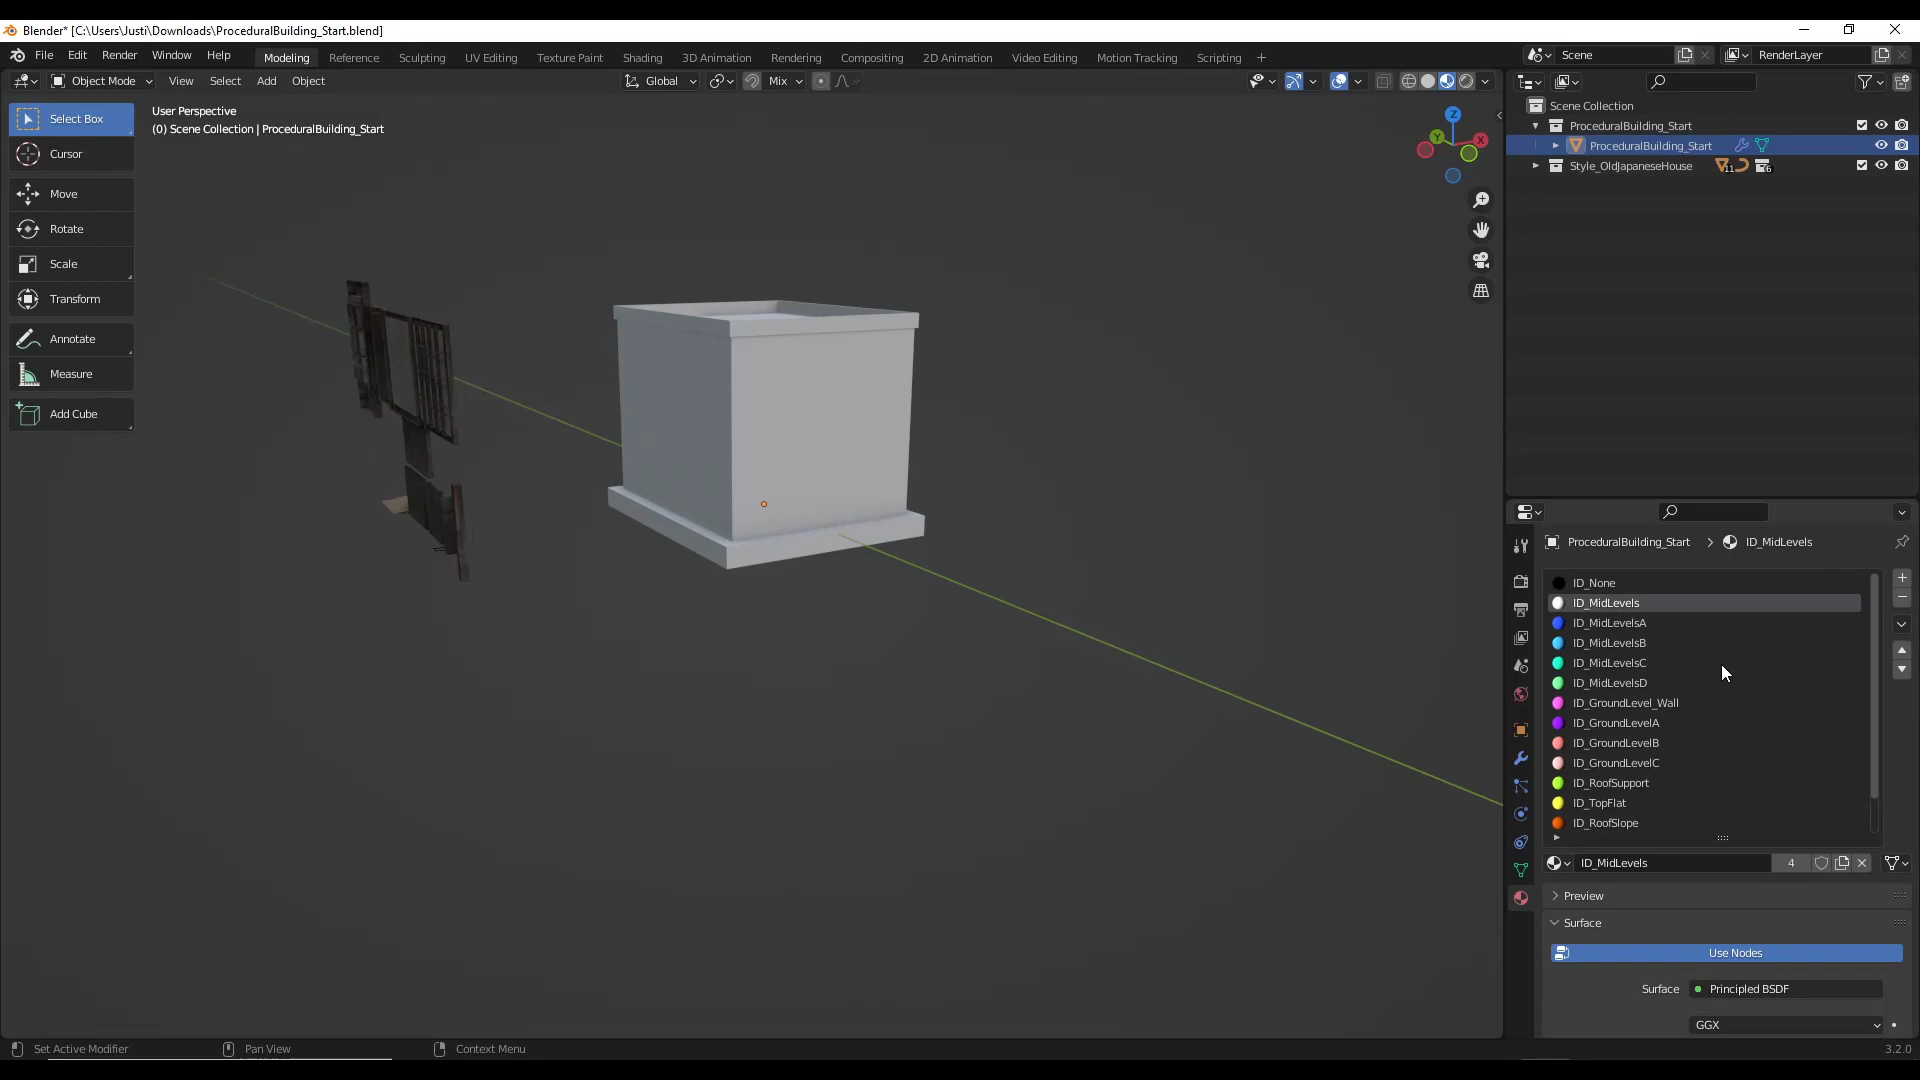 Blender* [C:\Users\Justi\Downloads\ProceduralBuilding_Start.blend]
File Edit Render Window Help
Modeling Reference Sculpting UV Editing Texture Paint Shading 3D Animation Rendering Compositing 2D Animation Video Editing Motion Tracking Scripting +
Scene
RenderLayer
Object Mode View Select Add Object
Global
Mix
Select Box
Cursor
Move
Rotate
Scale
Transform
Annotate
Measure
Add Cube
User Perspective
(0) Scene Collection | ProceduralBuilding_Start
Z
Y
X
Scene Collection
ProceduralBuilding_Start
ProceduralBuilding_Start
Style_OldJapaneseHouse 11 6
ProceduralBuilding_Start > ID_MidLevels
ID_None
ID_MidLevels
ID_MidLevelsA
ID_MidLevelsB
ID_MidLevelsC
ID_MidLevelsD
ID_GroundLevel_Wall
ID_GroundLevelA
ID_GroundLevelB
ID_GroundLevelC
ID_RoofSupport
ID_TopFlat
ID_RoofSlope
ID_MidLevels 4
Preview
Surface
Use Nodes
Surface Principled BSDF
GGX
Set Active Modifier
Pan View
Context Menu
3.2.0